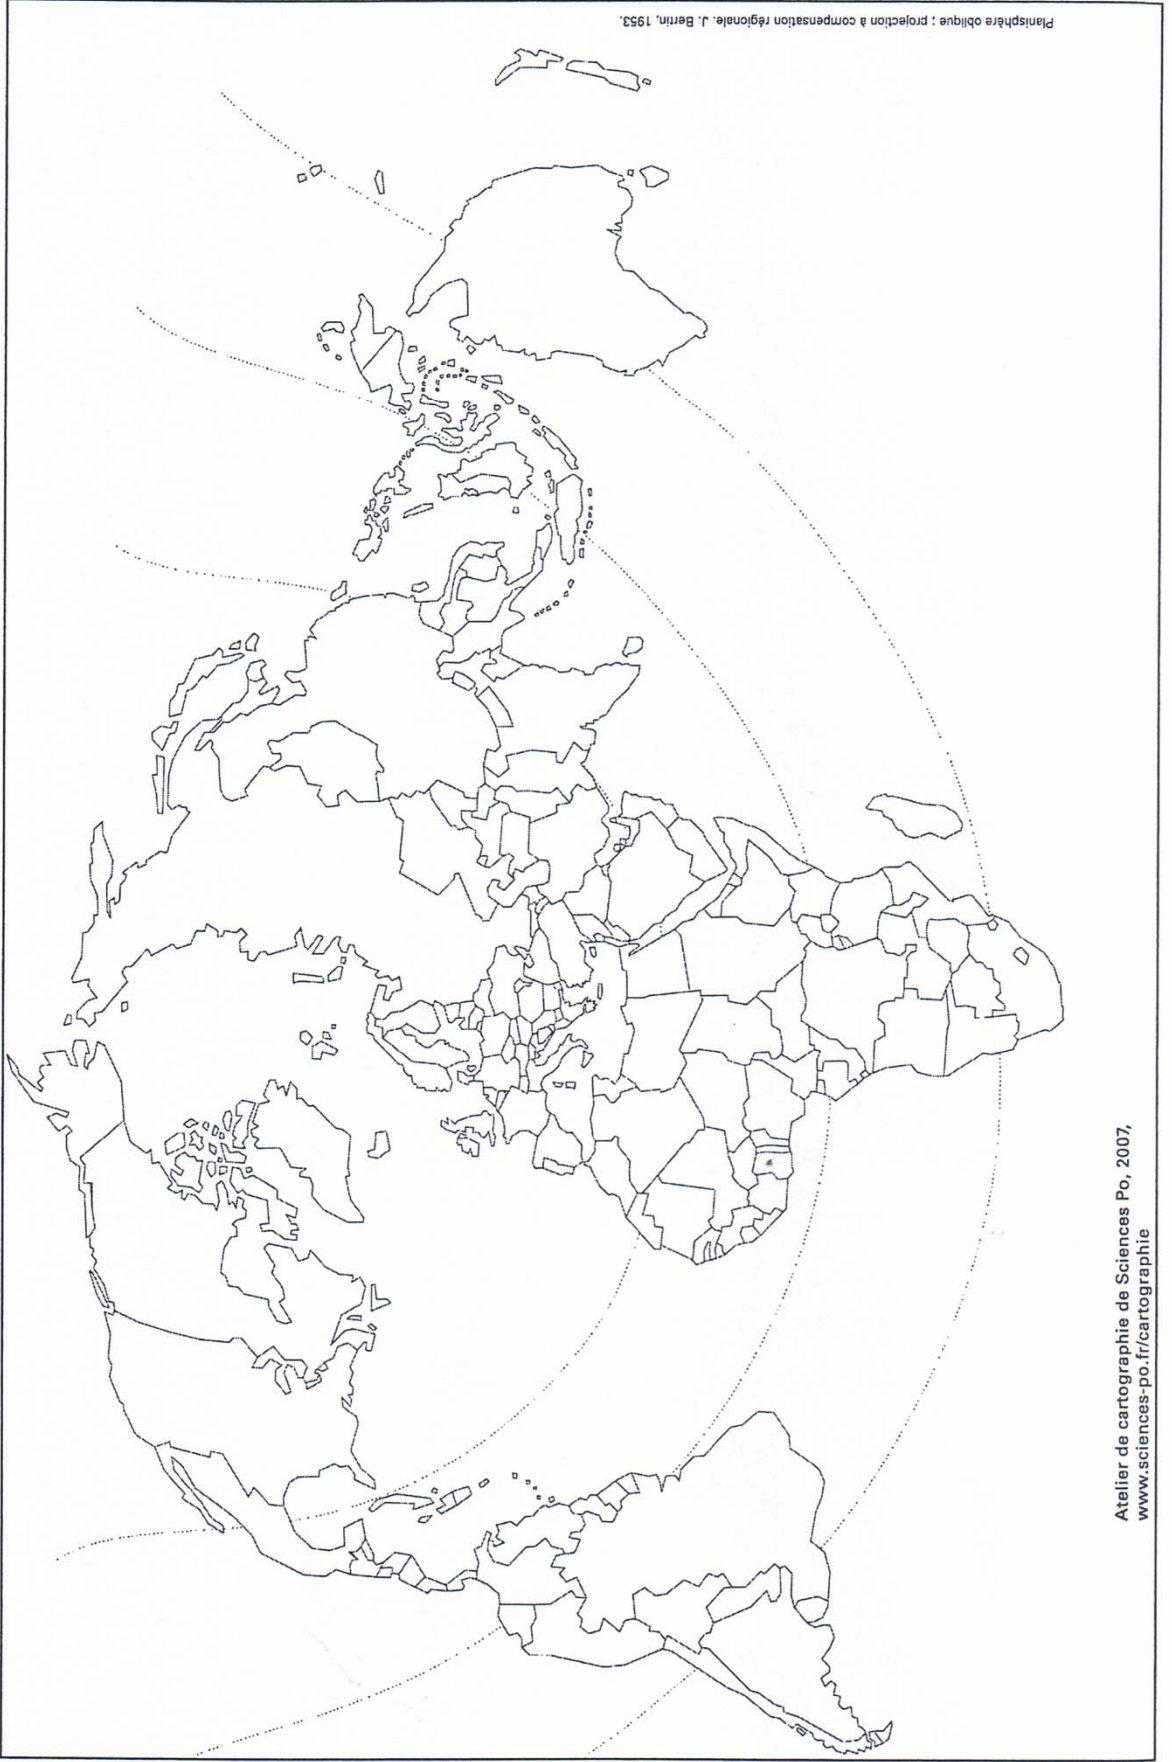 Planisphère oblique ; projection à compensation régionale. J. Bertin, 1953.
Atelier de cartographie de Sciences Po, 2007,
www.sciences-po.fr/cartographie